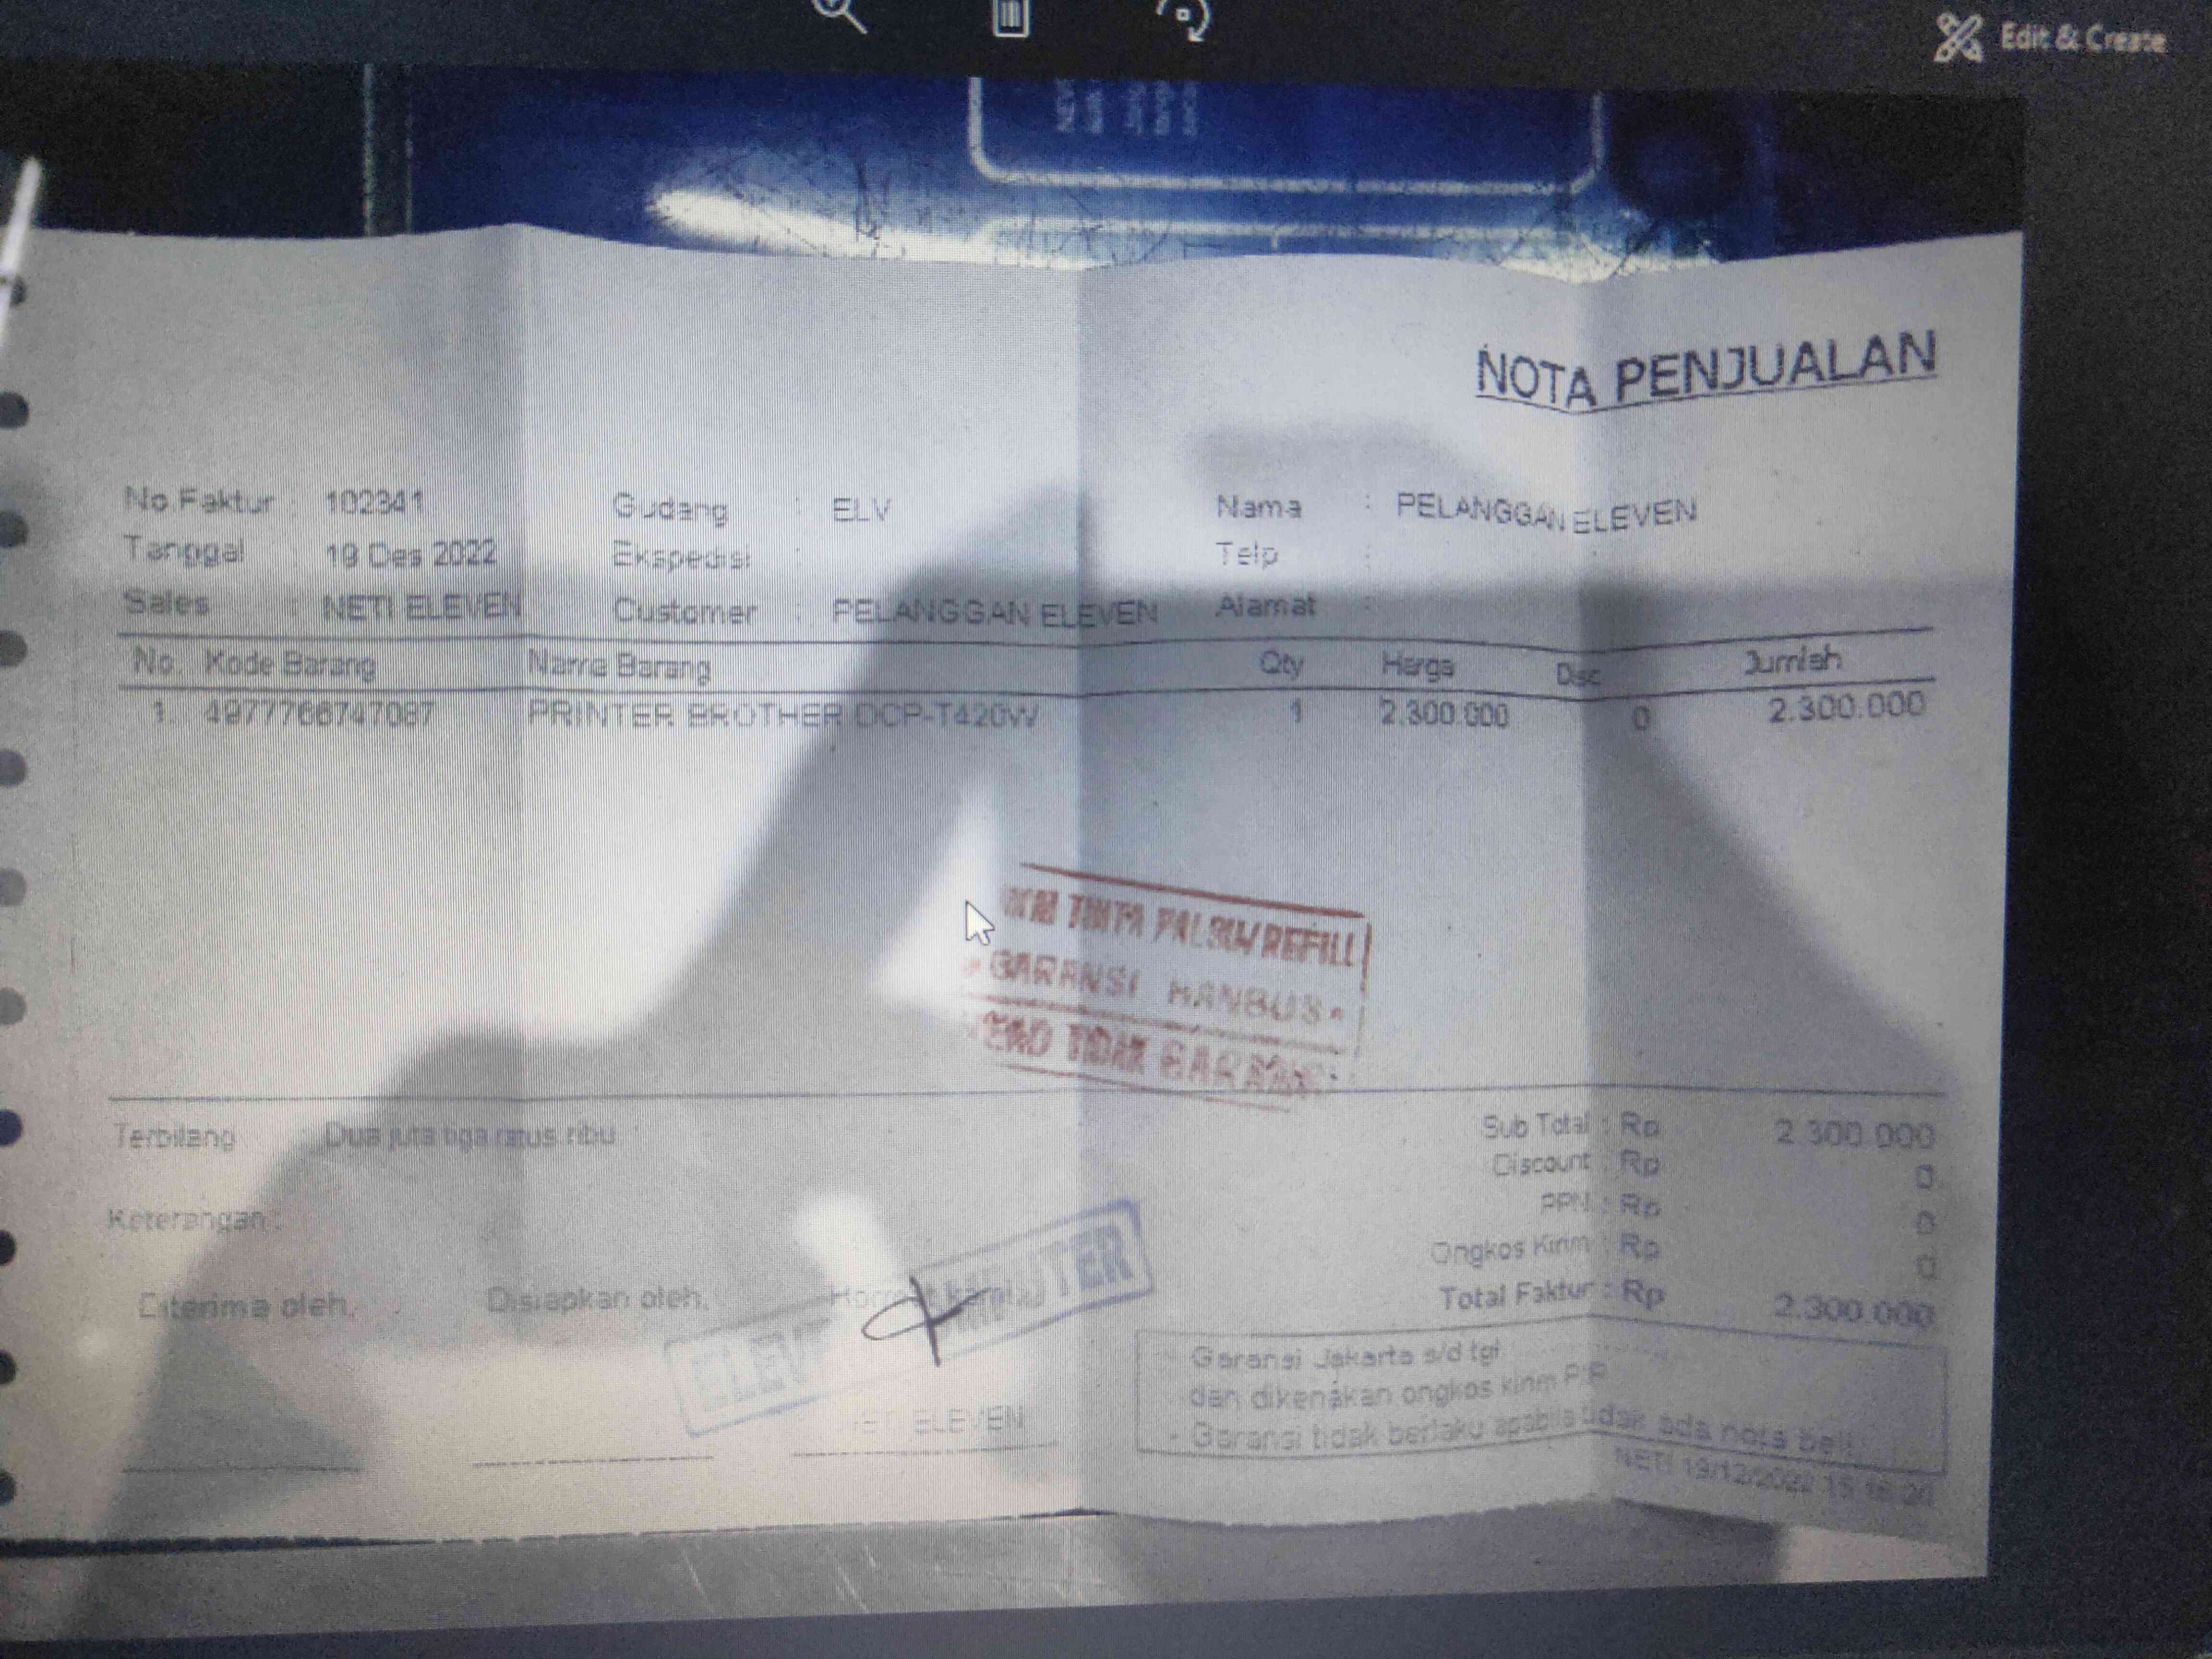 Edit & Create
NOTA PENJUALAN
No.Faktur : 102341 Gudang : ELV Nama : PELANGGAN ELEVEN
Tanggal 19 Des 2022 Ekspedisi : Telp :
Sales : NETI ELEVEN Customer : PELANGGAN ELEVEN Alamat :
No. Kode Barang Nama Barang Qty Harga Disc Jumlah
1 4977766747087 PRINTER BROTHER DCP-T420W 1 2.300.000 0 2.300.000
TINTA PALSU/REFILL
GARANSI HANGUS
TIDAK GARANSI
Terbilang : Dua juta tiga ratus ribu Sub Total : Rp 2.300.000
Discount : Rp 0
Keterangan : PPN : Rp 0
Ongkos Kirim : Rp 0
Diterima oleh, Disiapkan oleh, Hormat kami, Total Faktur : Rp 2.300.000
Garansi Jakarta s/d tgl
dan dikenakan ongkos kirim P.P
ELEVEN
- Garansi tidak berlaku apabila tidak ada nota beli
NETI 19/12/2022